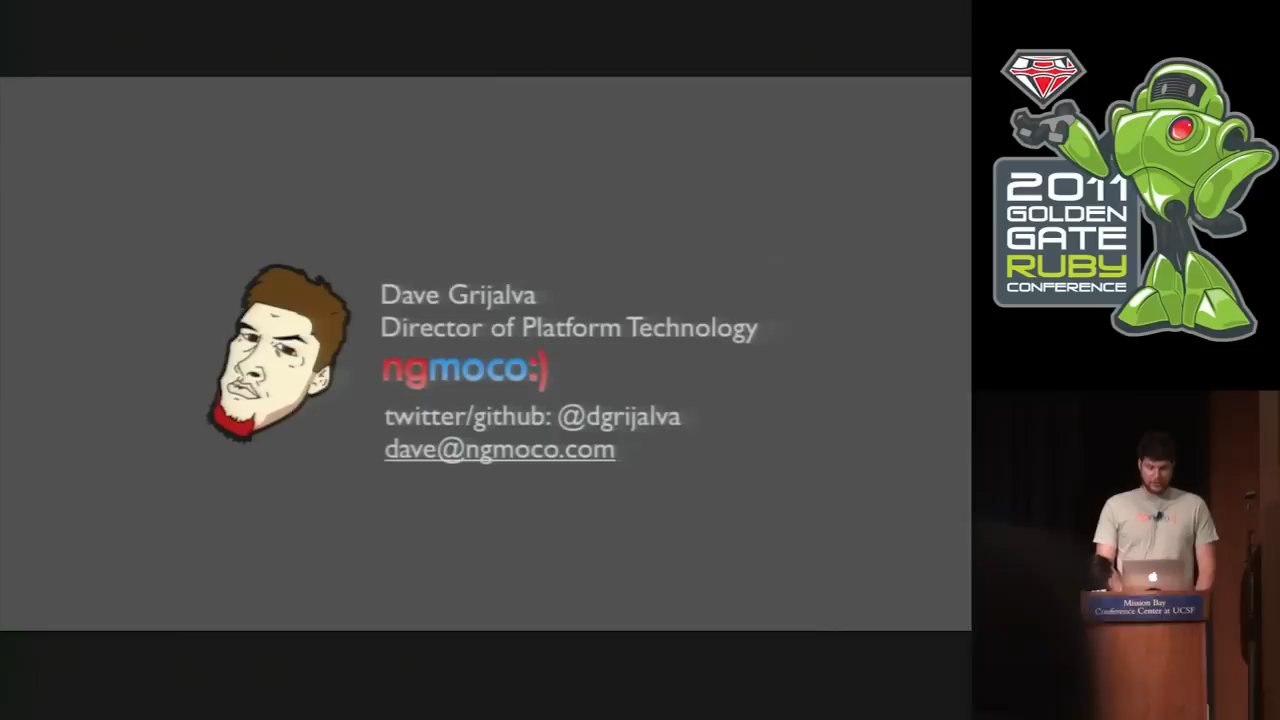 Dave Grijalva
Director of Platform Technology
ngmoco:)
twitter/github: @dgrijalva
dave@ngmoco.com
2011
GOLDEN
GATE
RUBY
CONFERENCE
Mission Bay
Conference Center at UCSF